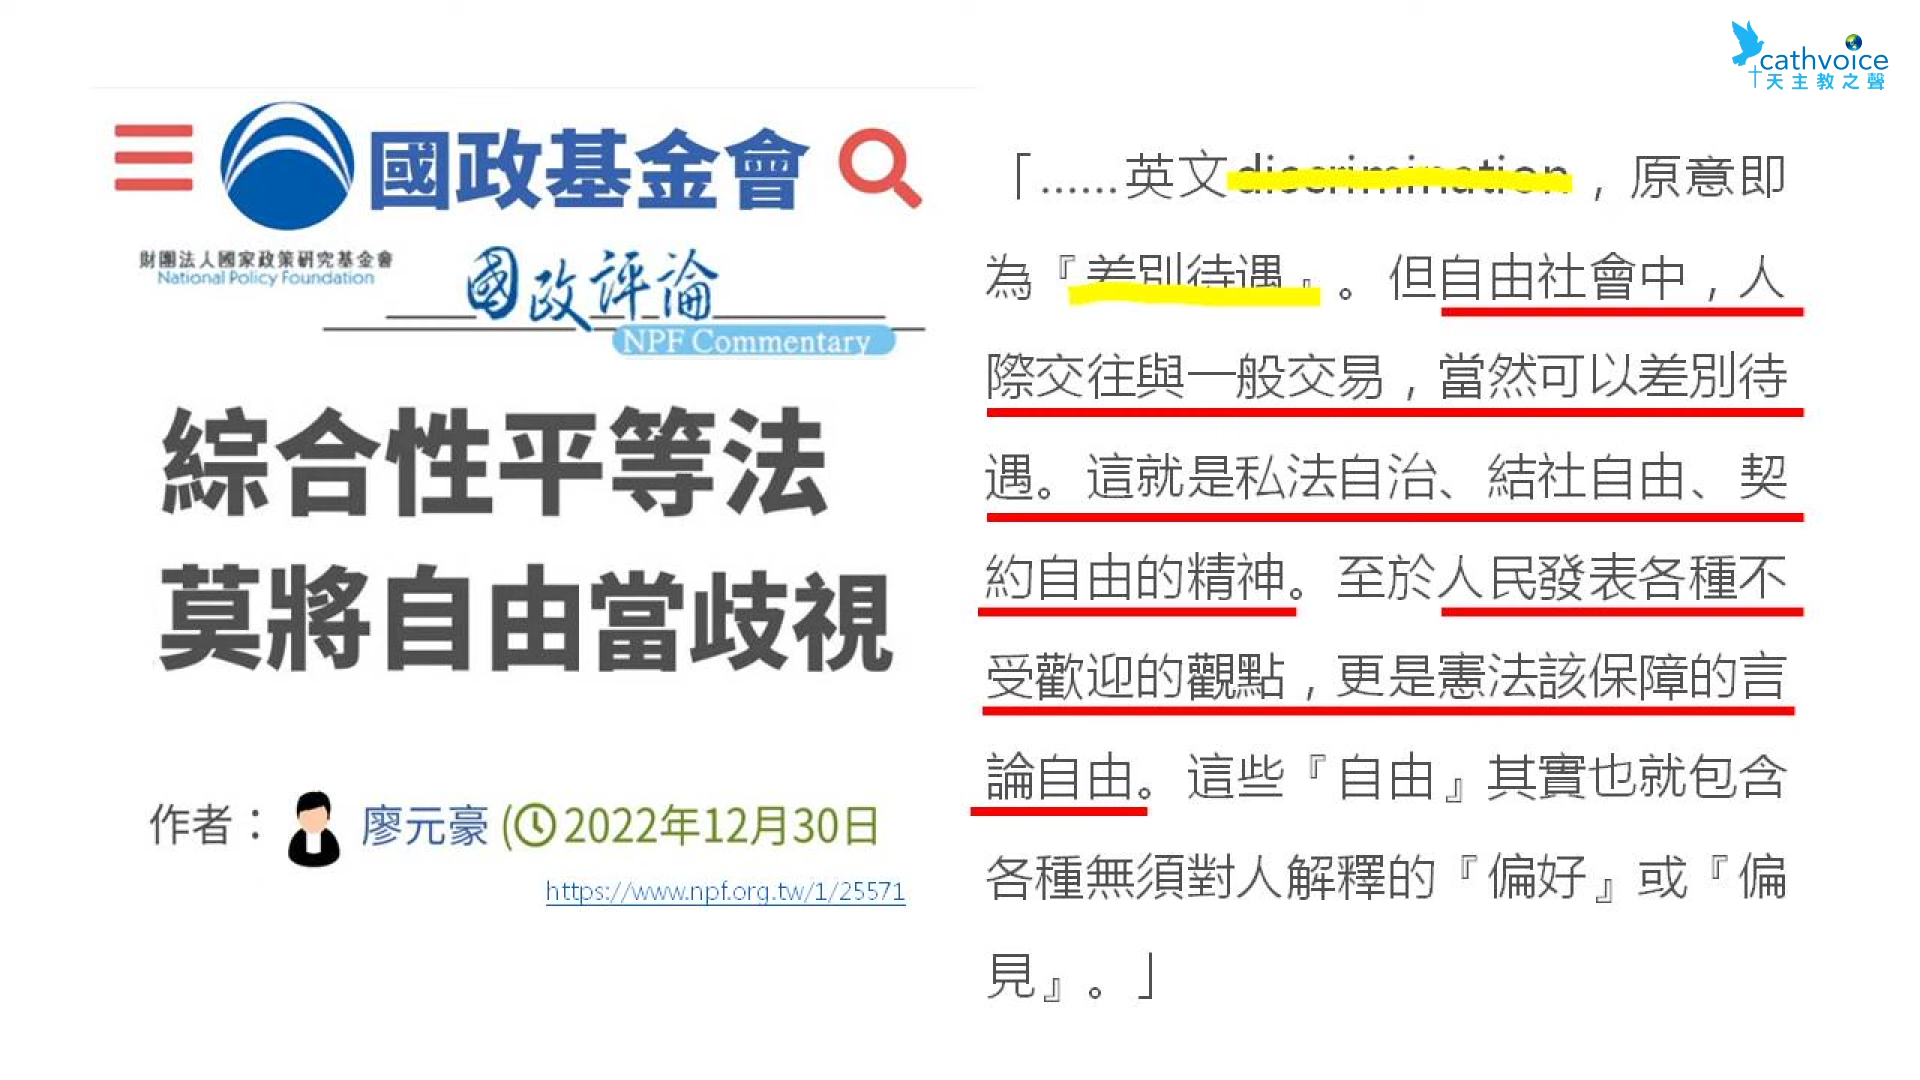 cathvoice
天主教之聲
國政基金會
財團法人國家政策研究基金會
National Policy Foundation
國政評論
NPF Commentary
綜合性平等法
莫將自由當歧視
作者：廖元豪 (2022年12月30日
https://www.npf.org.tw/1/25571
「……英文discrimination，原意即
為『差別待遇』。但自由社會中，人
際交往與一般交易，當然可以差別待
遇。這就是私法自治、結社自由、契
約自由的精神。至於人民發表各種不
受歡迎的觀點，更是憲法該保障的言
論自由。這些『自由』其實也就包含
各種無須對人解釋的『偏好』或『偏
見』。」